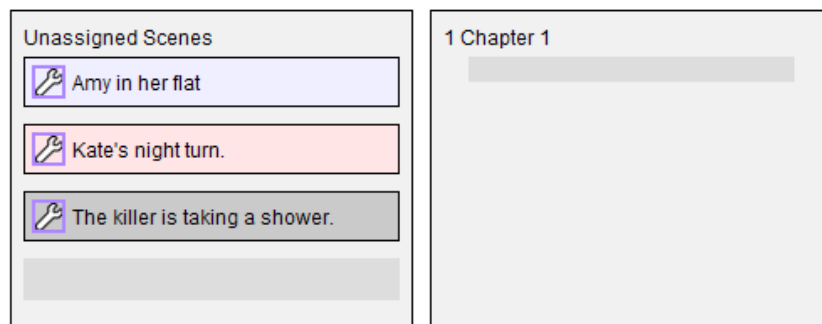 Unassigned Scenes
Amy in her flat
Kate's night turn.
The killer is taking a shower.
1 Chapter 1